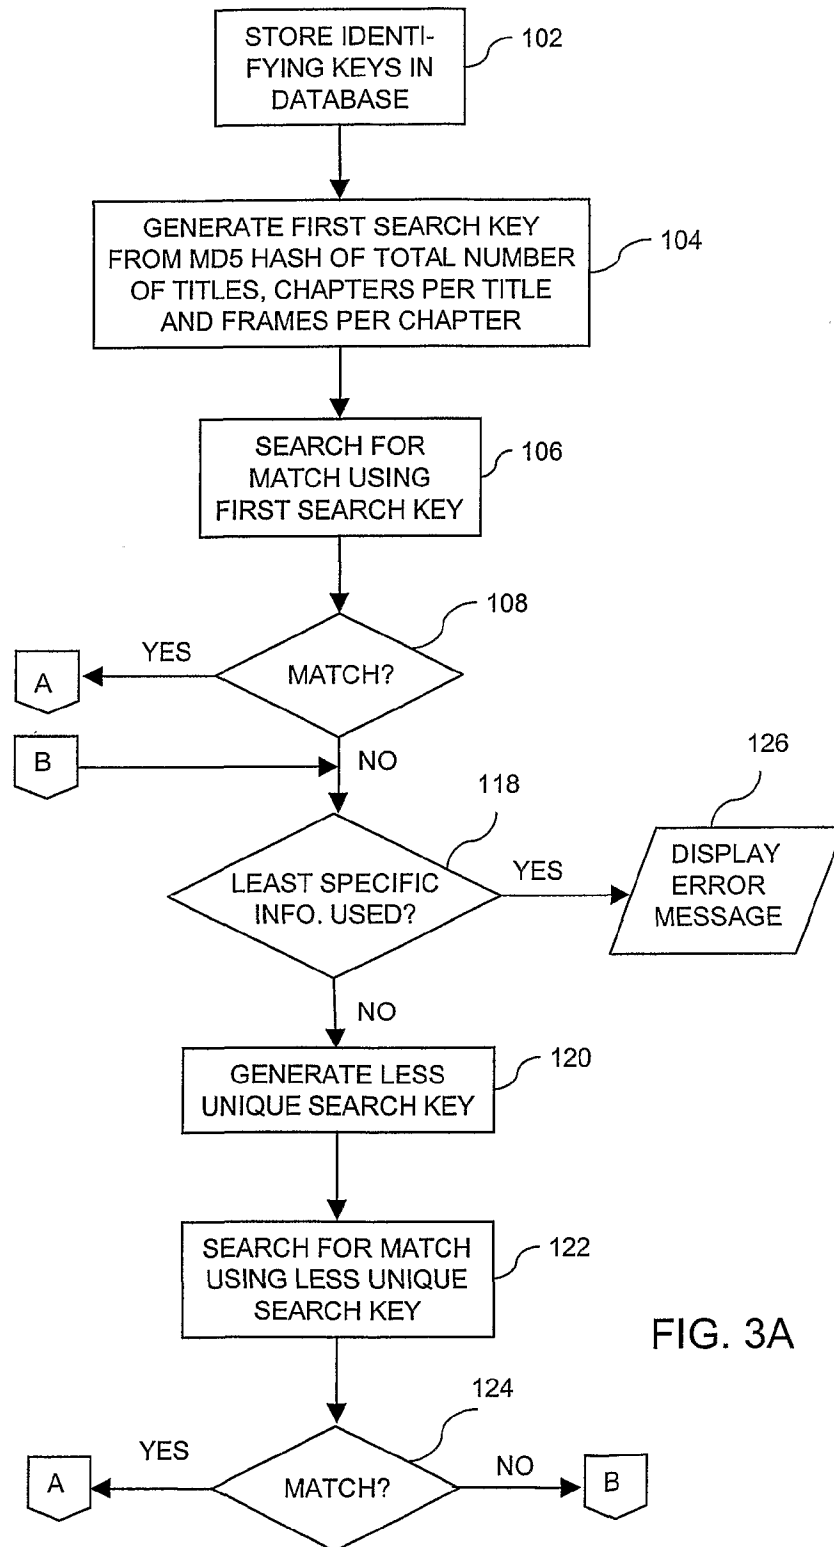 STORE IDENTI-
FYING KEYS IN
DATABASE
102
GENERATE FIRST SEARCH KEY
FROM MD5 HASH OF TOTAL NUMBER
OF TITLES, CHAPTERS PER TITLE
AND FRAMES PER CHAPTER
104
SEARCH FOR
MATCH USING
FIRST SEARCH KEY
106
108
YES
MATCH?
A
B
NO
126
118
LEAST SPECIFIC
INFO. USED?
YES
DISPLAY
ERROR
MESSAGE
NO
GENERATE LESS
UNIQUE SEARCH KEY
120
SEARCH FOR MATCH
USING LESS UNIQUE
SEARCH KEY
122
FIG. 3A
124
YES
A
MATCH?
NO
B